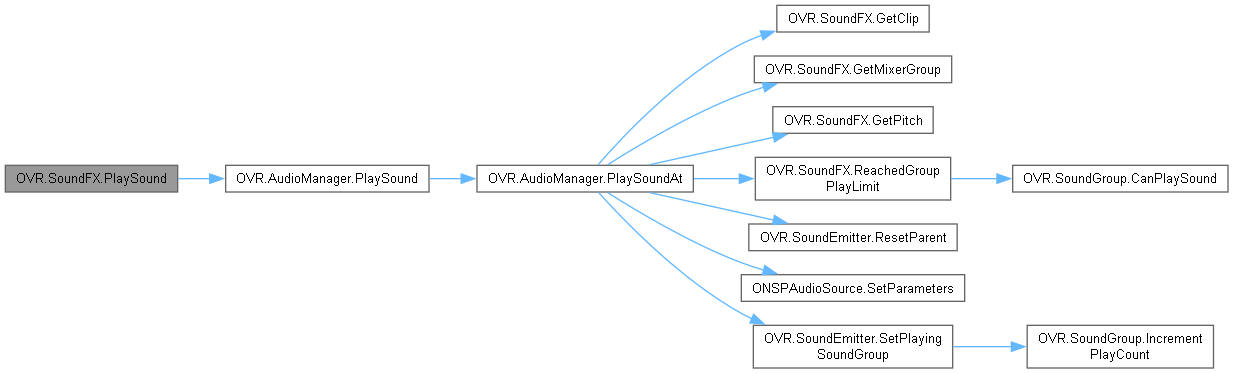 OVR.SoundFX.PlaySound
OVR.AudioManager.PlaySound
OVR.AudioManager.PlaySoundAt
OVR.SoundFX.GetClip
OVR.SoundFX.GetMixerGroup
OVR.SoundFX.GetPitch
OVR.SoundFX.ReachedGroup
PlayLimit
OVR.SoundGroup.CanPlaySound
OVR.SoundEmitter.ResetParent
ONSPAudioSource.SetParameters
OVR.SoundEmitter.SetPlaying
SoundGroup
OVR.SoundGroup.Increment
PlayCount